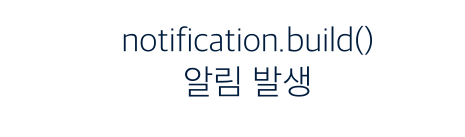 notification.build()
알림 발생